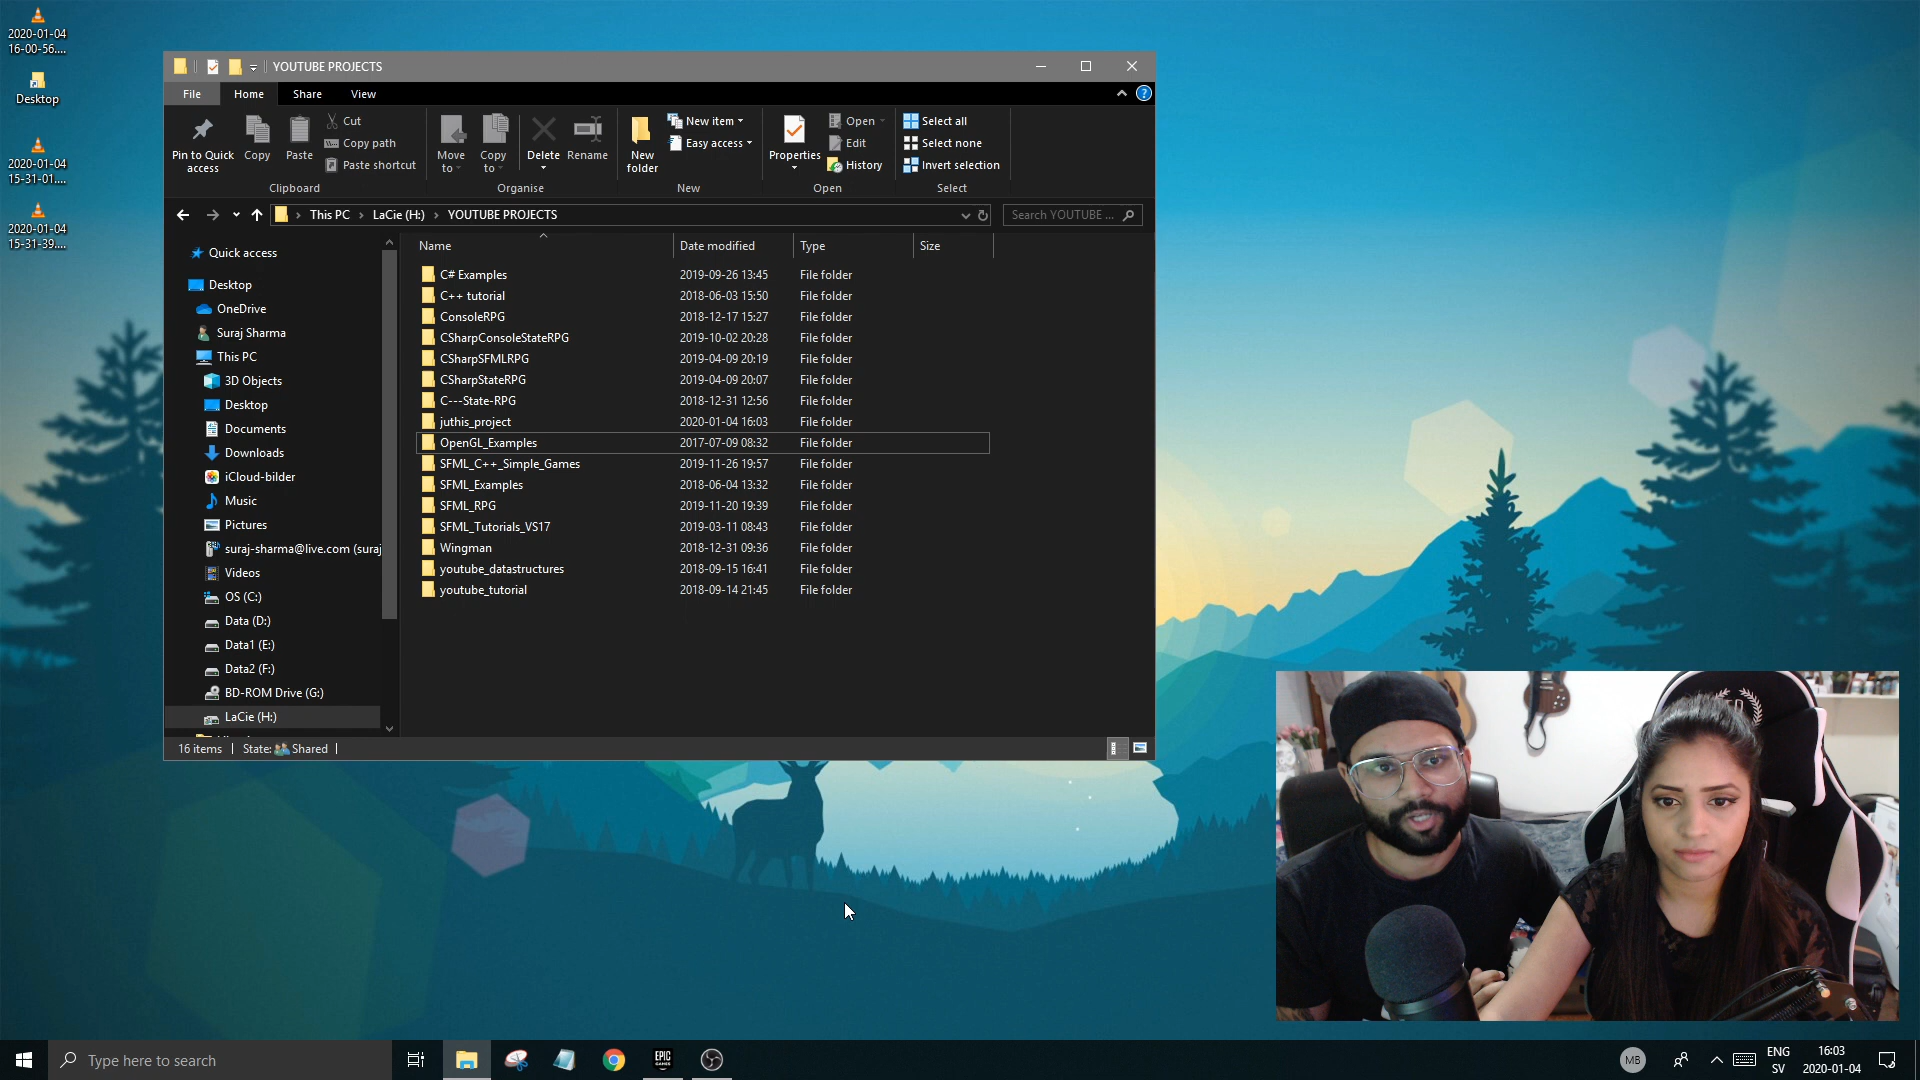 2020-01-04
16-00-56....
Desktop
2020-01-04
15-31-01....
2020-01-04
15-31-39....
YOUTUBE PROJECTS
File Home Share View
Pin to Quick
access
Copy
Paste
Cut
Copy path
Paste shortcut
Clipboard
Move
to
Copy
to
Delete
Rename
Organise
New
folder
New item
Easy access
New
Properties
Open
Edit
History
Open
Select all
Select none
Invert selection
Select
This PC > LaCie (H:) > YOUTUBE PROJECTS
Search YOUTUBE ...
Quick access
Desktop
OneDrive
Suraj Sharma
This PC
3D Objects
Desktop
Documents
Downloads
iCloud-bilder
Music
Pictures
suraj-sharma@live.com (suraj
Videos
OS (C:)
Data (D:)
Data1 (E:)
Data2 (F:)
BD-ROM Drive (G:)
LaCie (H:)
Name Date modified Type Size
C# Examples 2019-09-26 13:45 File folder
C++ tutorial 2018-06-03 15:50 File folder
ConsoleRPG 2018-12-17 15:27 File folder
CSharpConsoleStateRPG 2019-10-02 20:28 File folder
CSharpSFMLRPG 2019-04-09 20:19 File folder
CSharpStateRPG 2019-04-09 20:07 File folder
C---State-RPG 2018-12-31 12:56 File folder
juthis_project 2020-01-04 16:03 File folder
OpenGL_Examples 2017-07-09 08:32 File folder
SFML_C++_Simple_Games 2019-11-26 19:57 File folder
SFML_Examples 2018-06-04 13:32 File folder
SFML_RPG 2019-11-20 19:39 File folder
SFML_Tutorials_VS17 2019-03-11 08:43 File folder
Wingman 2018-12-31 09:36 File folder
youtube_datastructures 2018-09-15 16:41 File folder
youtube_tutorial 2018-09-14 21:45 File folder
16 items State: Shared
Type here to search
EPIC
GAMES
MB
ENG
SV
16:03
2020-01-04